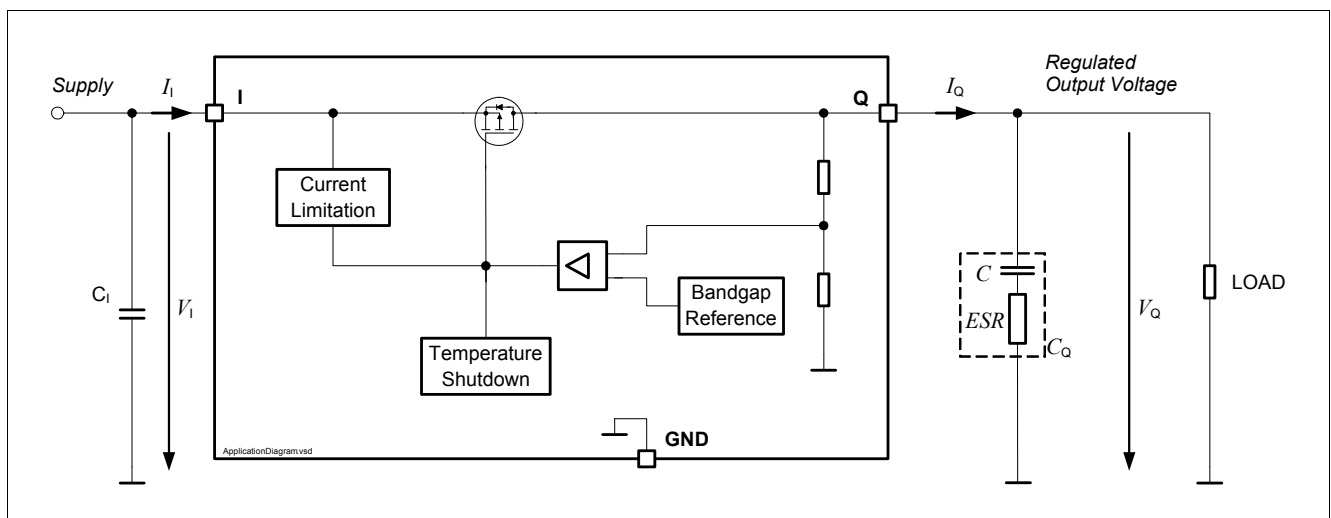 Supply
I_I
I
Q
I_Q
Regulated
Output Voltage
Current
Limitation
C_I
V_I
Bandgap
Reference
Temperature
Shutdown
C
ESR
C_Q
V_Q
LOAD
GND
ApplicationDiagram.vsd